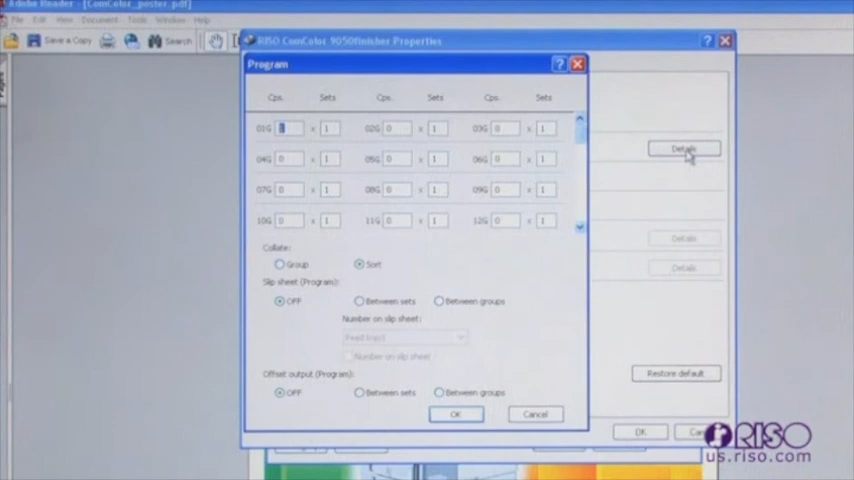 Adobe Reader - [ComColor_poster.pdf]
File Edit View Document Tools Window Help
Save a Copy Search
RISO ComColor 9050finisher Properties
Program
Cps. Sets Cps. Sets Cps. Sets
01G x 1 02G 0 x 1 03G 0 x 1
Details
04G 0 x 1 05G 0 x 1 06G 0 x 1
07G 0 x 1 08G 0 x 1 09G 0 x 1
10G 0 x 1 11G 0 x 1 12G 0 x 1
Details
Collate:
Group Sort
Details
Slip sheet (Program):
OFF Between sets Between groups
Number on slip sheet:
Number on slip sheet
Offset output (Program):
Restore default
OFF Between sets Between groups
OK Cancel
OK
RISO
us.riso.com
Pages